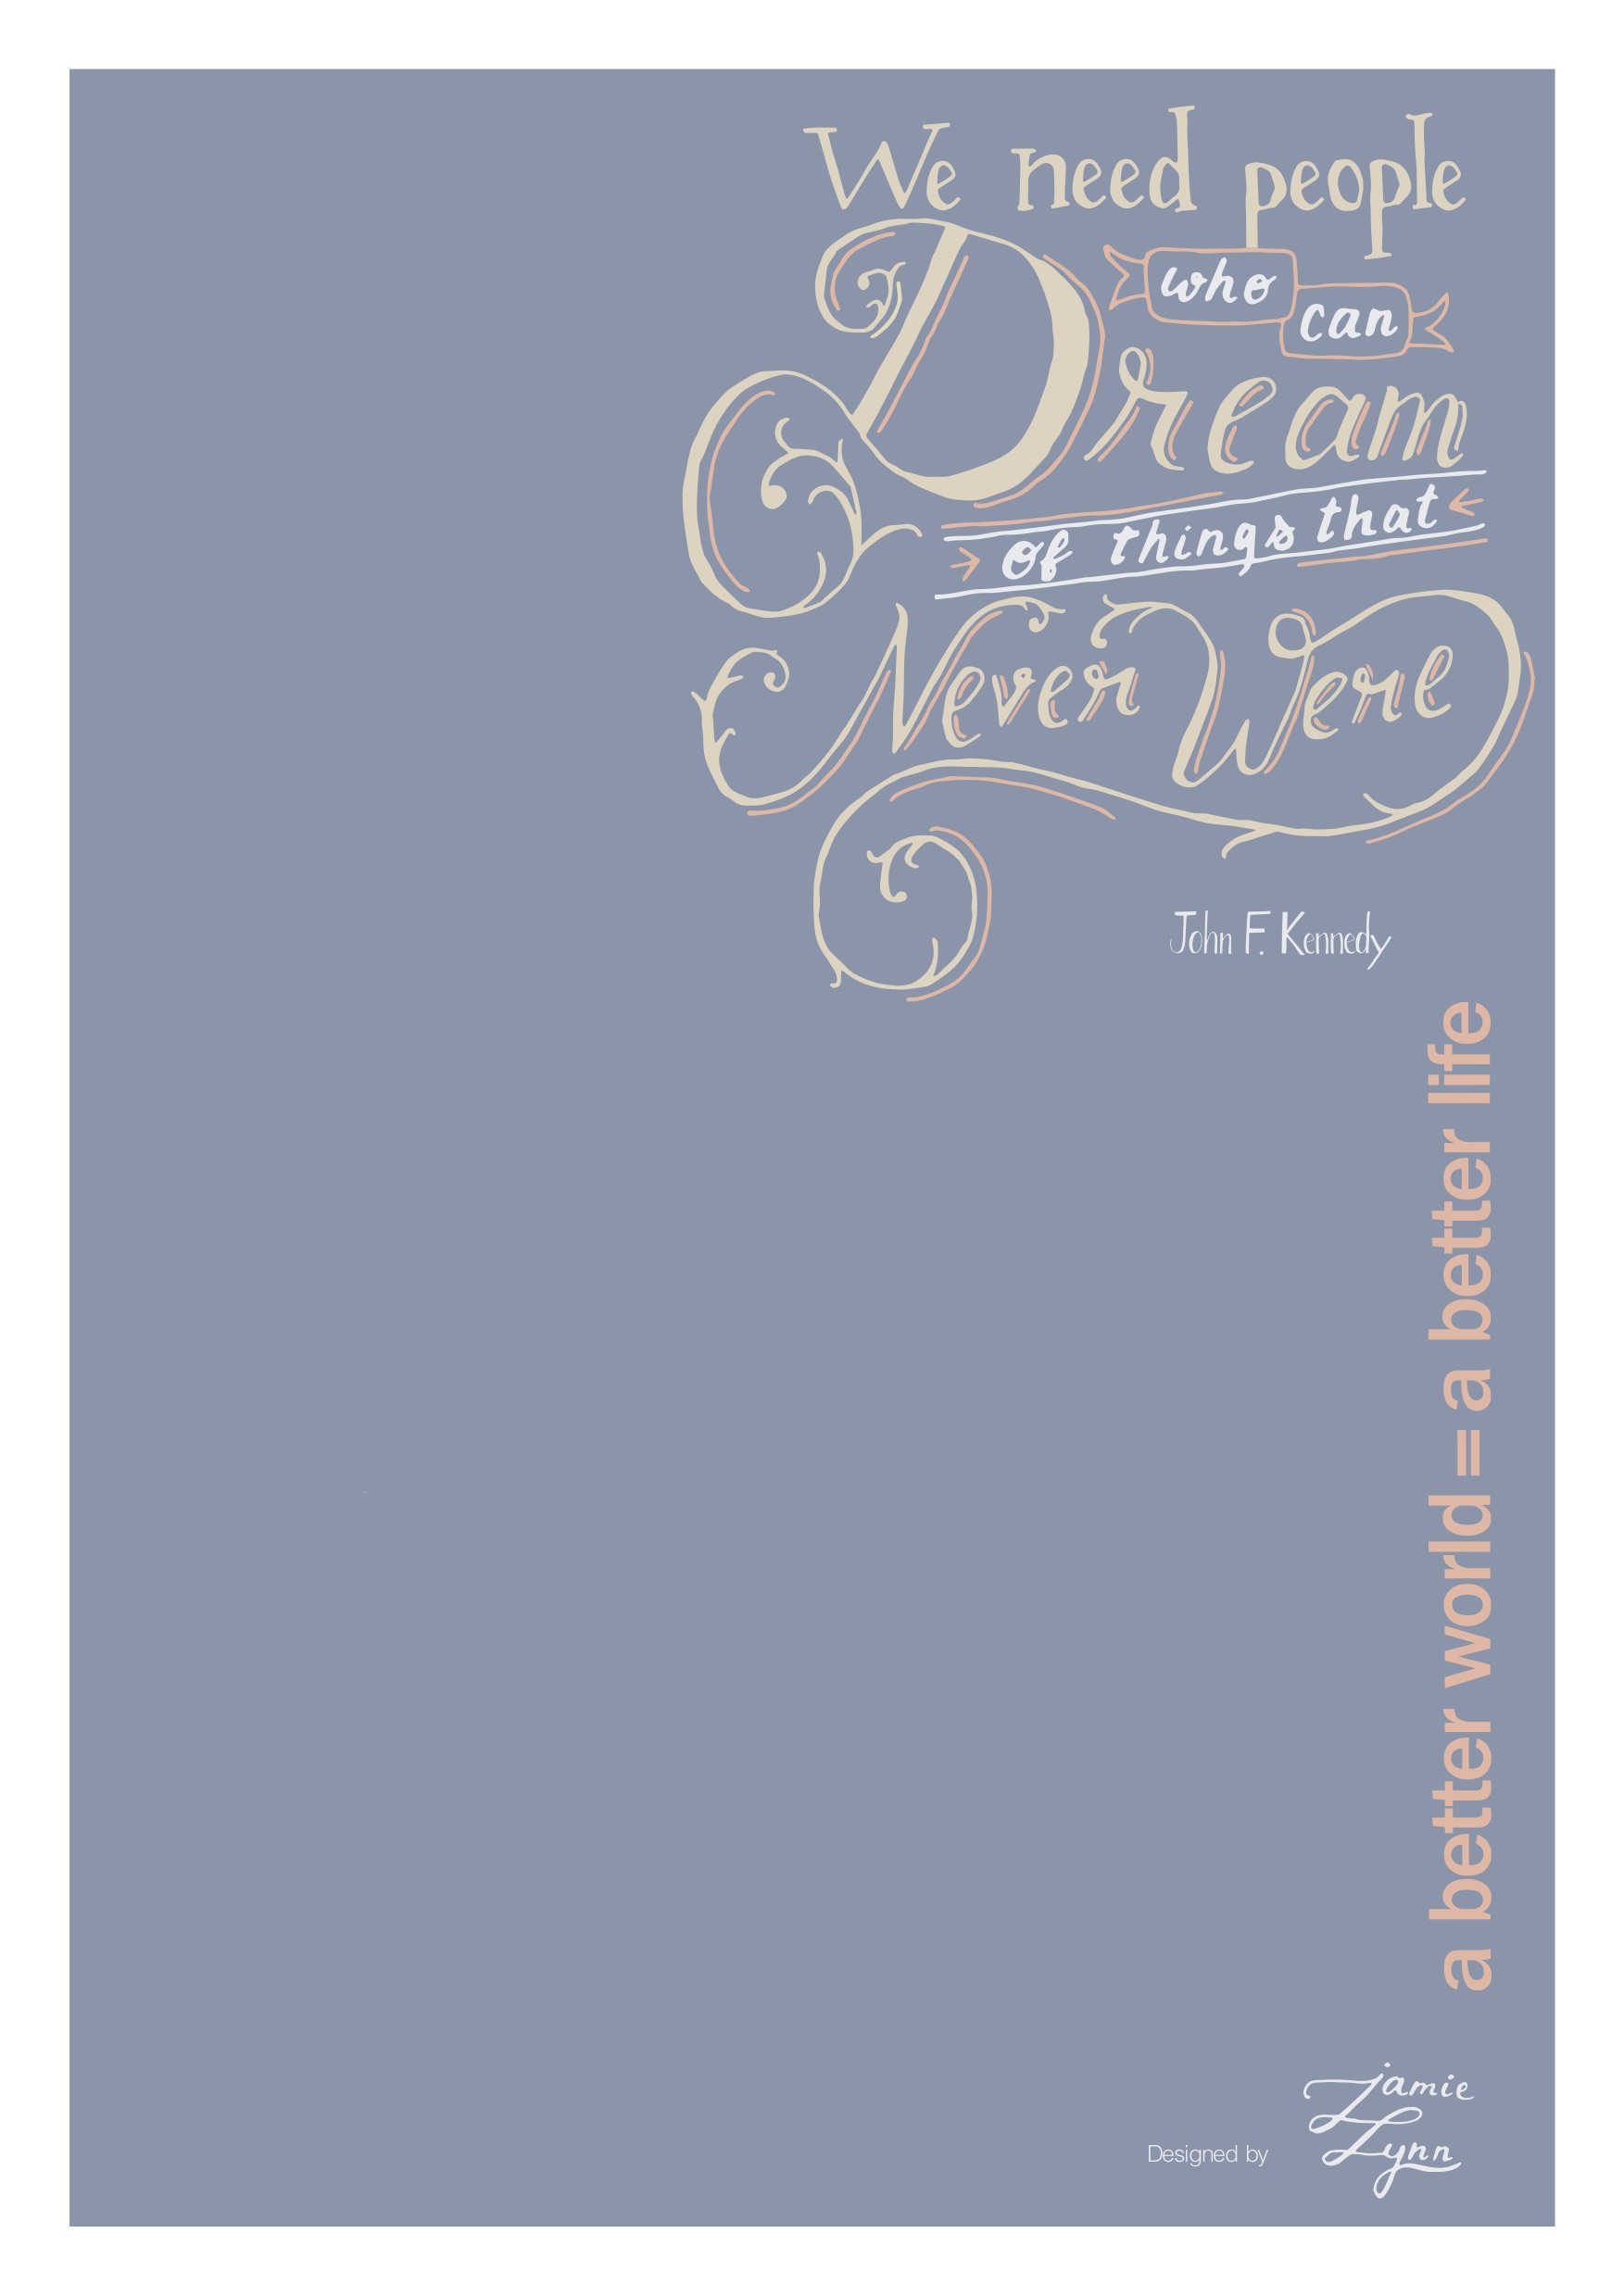 We need people
who
can
Dream
of things that
Never Were
John F. Kennedy
a better world = a better life
Designed by
jamie
Lynn